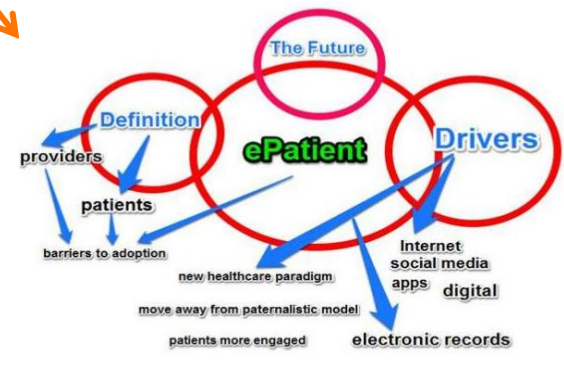 The Future
Definition
ePatient
Drivers
providers
patients
barriers to adoption
Internet
social media
apps
digital
new healthcare paradigm
move away from paternalistic model
patients more engaged
electronic records